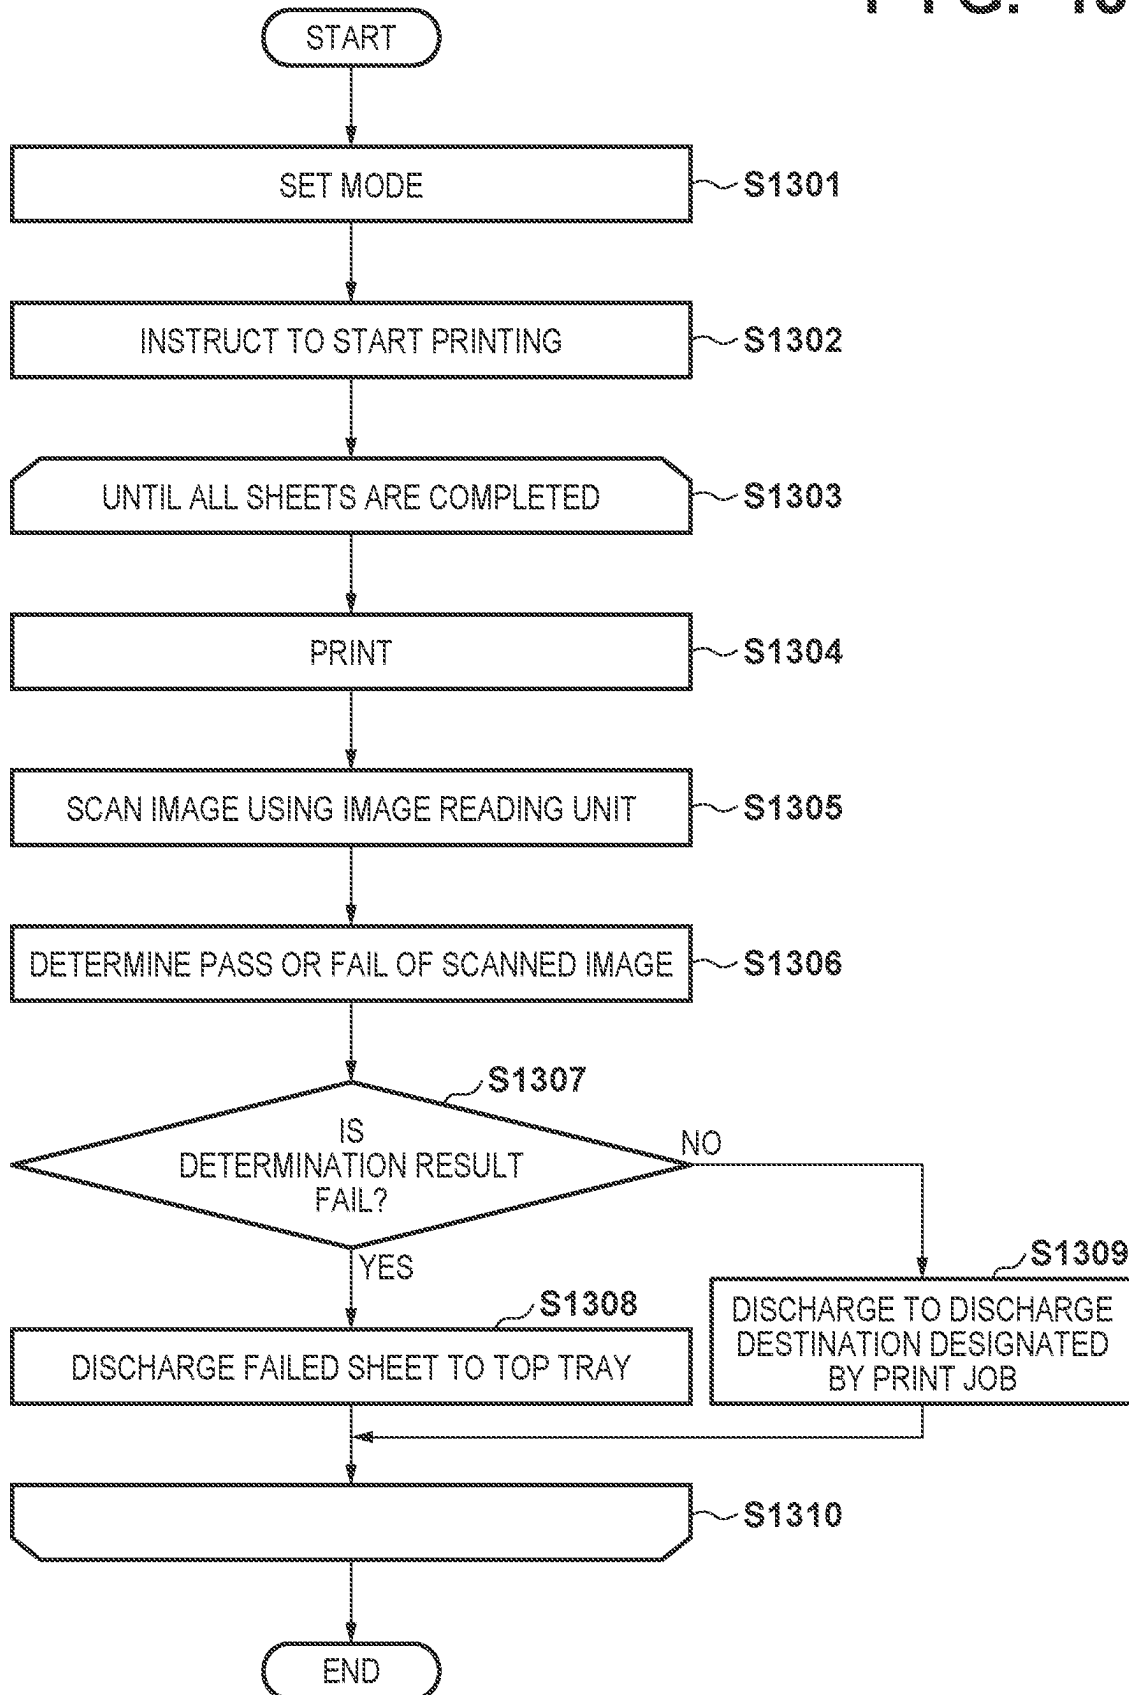 FIG.
START
SET MODE
S1301
INSTRUCT TO START PRINTING
S1302
UNTIL ALL SHEETS ARE COMPLETED
S1303
PRINT
S1304
SCAN IMAGE USING IMAGE READING UNIT
S1305
DETERMINE PASS OR FAIL OF SCANNED IMAGE
S1306
S1307
IS
DETERMINATION RESULT
FAIL?
NO
YES
S1309
DISCHARGE TO DISCHARGE
DESTINATION DESIGNATED
BY PRINT JOB
S1308
DISCHARGE FAILED SHEET TO TOP TRAY
S1310
END